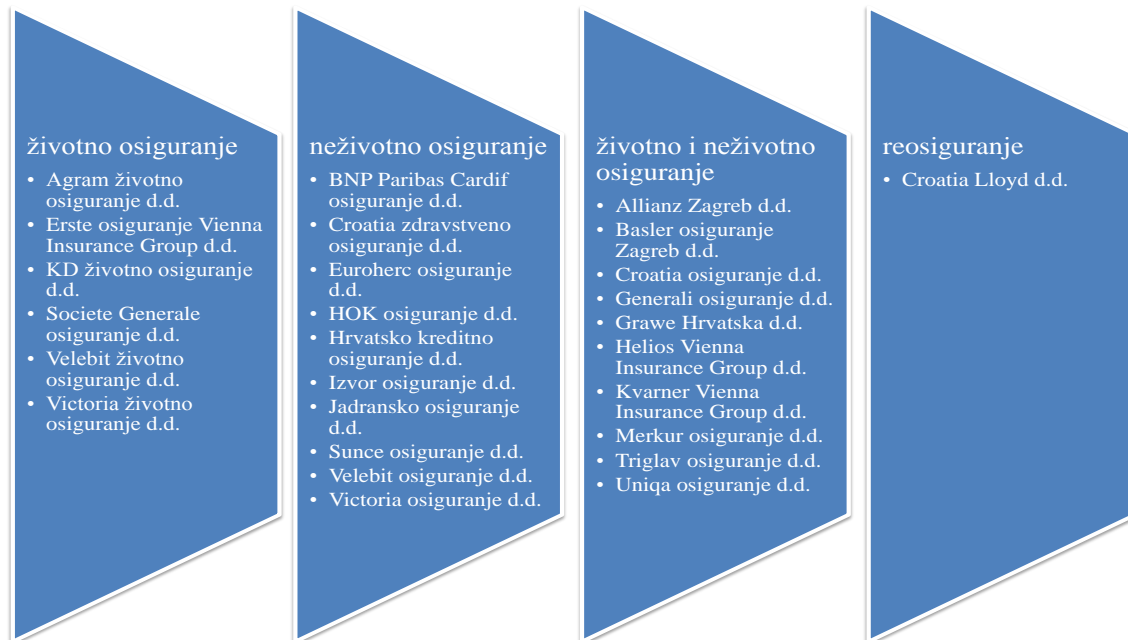 životno osiguranje
• Agram životno
osiguranje d.d.
• Erste osiguranje Vienna
Insurance Group d.d.
• KD životno osiguranje
d.d.
• Societe Generale
osiguranje d.d.
• Velebit životno
osiguranje d.d.
• Victoria životno
osiguranje d.d.
neživotno osiguranje
• BNP Paribas Cardif
osiguranje d.d.
• Croatia zdravstveno
osiguranje d.d.
• Euroherc osiguranje
d.d.
• HOK osiguranje d.d.
• Hrvatsko kreditno
osiguranje d.d.
• Izvor osiguranje d.d.
• Jadransko osiguranje
d.d.
• Sunce osiguranje d.d.
• Velebit osiguranje d.d.
• Victoria osiguranje d.d.
životno i neživotno
osiguranje
• Allianz Zagreb d.d.
• Basler osiguranje
Zagreb d.d.
• Croatia osiguranje d.d.
• Generali osiguranje d.d.
• Grawe Hrvatska d.d.
• Helios Vienna
Insurance Group d.d.
• Kvarner Vienna
Insurance Group d.d.
• Merkur osiguranje d.d.
• Triglav osiguranje d.d.
• Uniqa osiguranje d.d.
reosiguranje
• Croatia Lloyd d.d.